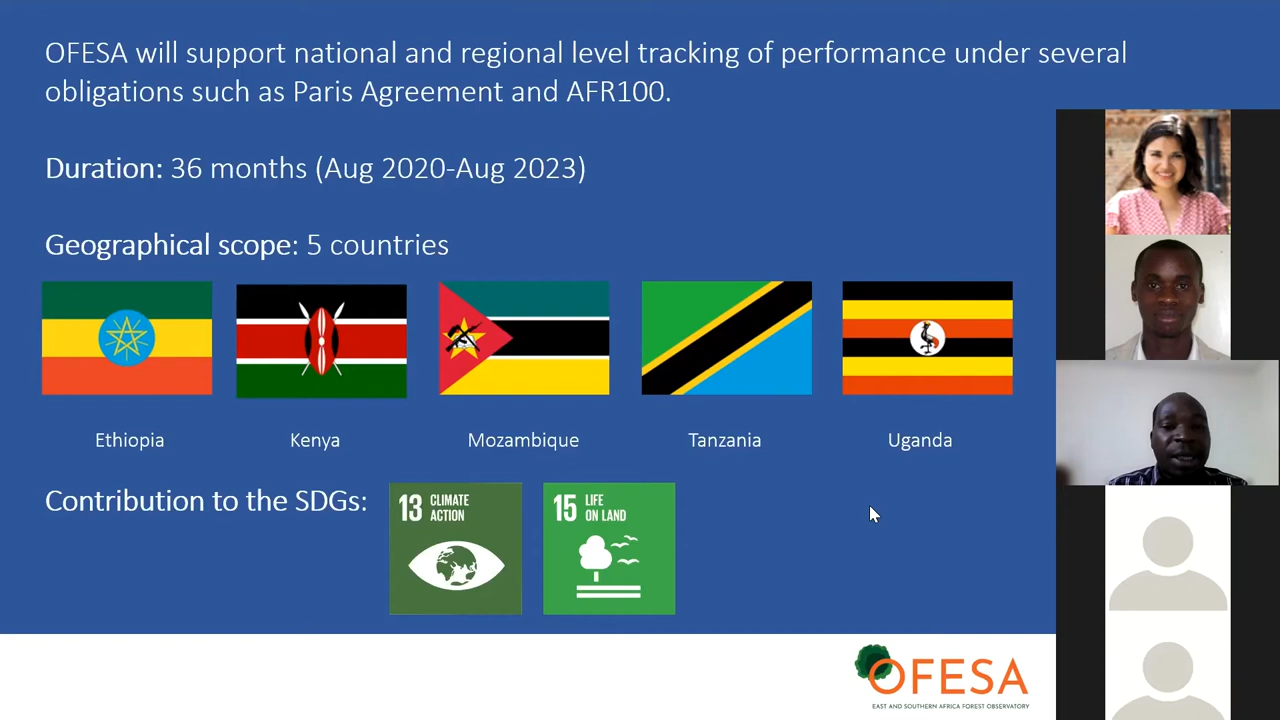 OFESA will support national and regional level tracking of performance under several
obligations such as Paris Agreement and AFR100.
Duration: 36 months (Aug 2020-Aug 2023)
Geographical scope: 5 countries
Ethiopia
Kenya
Mozambique
Tanzania
Uganda
Contribution to the SDGs:
13 CLIMATE
ACTION
15 LIFE
ON LAND
OFESA
EAST AND SOUTHERN AFRICA FOREST OBSERVATORY